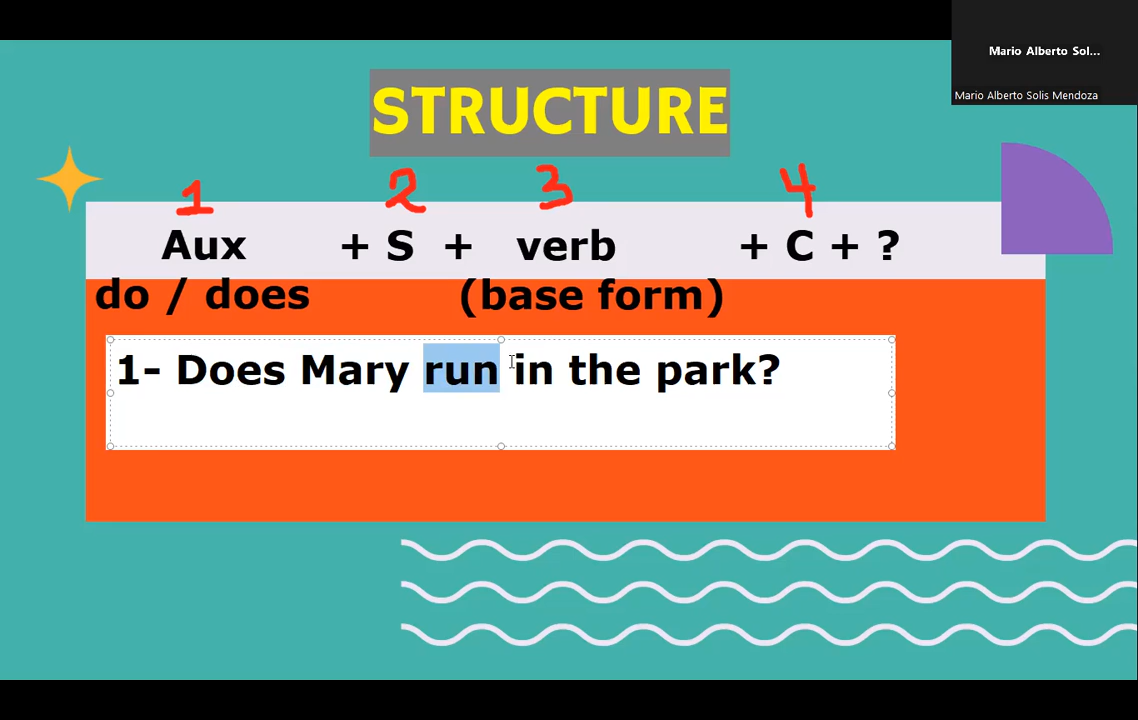 Mario Alberto Sol...
Mario Alberto Solis Mendoza
STRUCTURE
1 2 3 4
Aux + S + verb + C + ?
do / does (base form)
1- Does Mary run in the park?